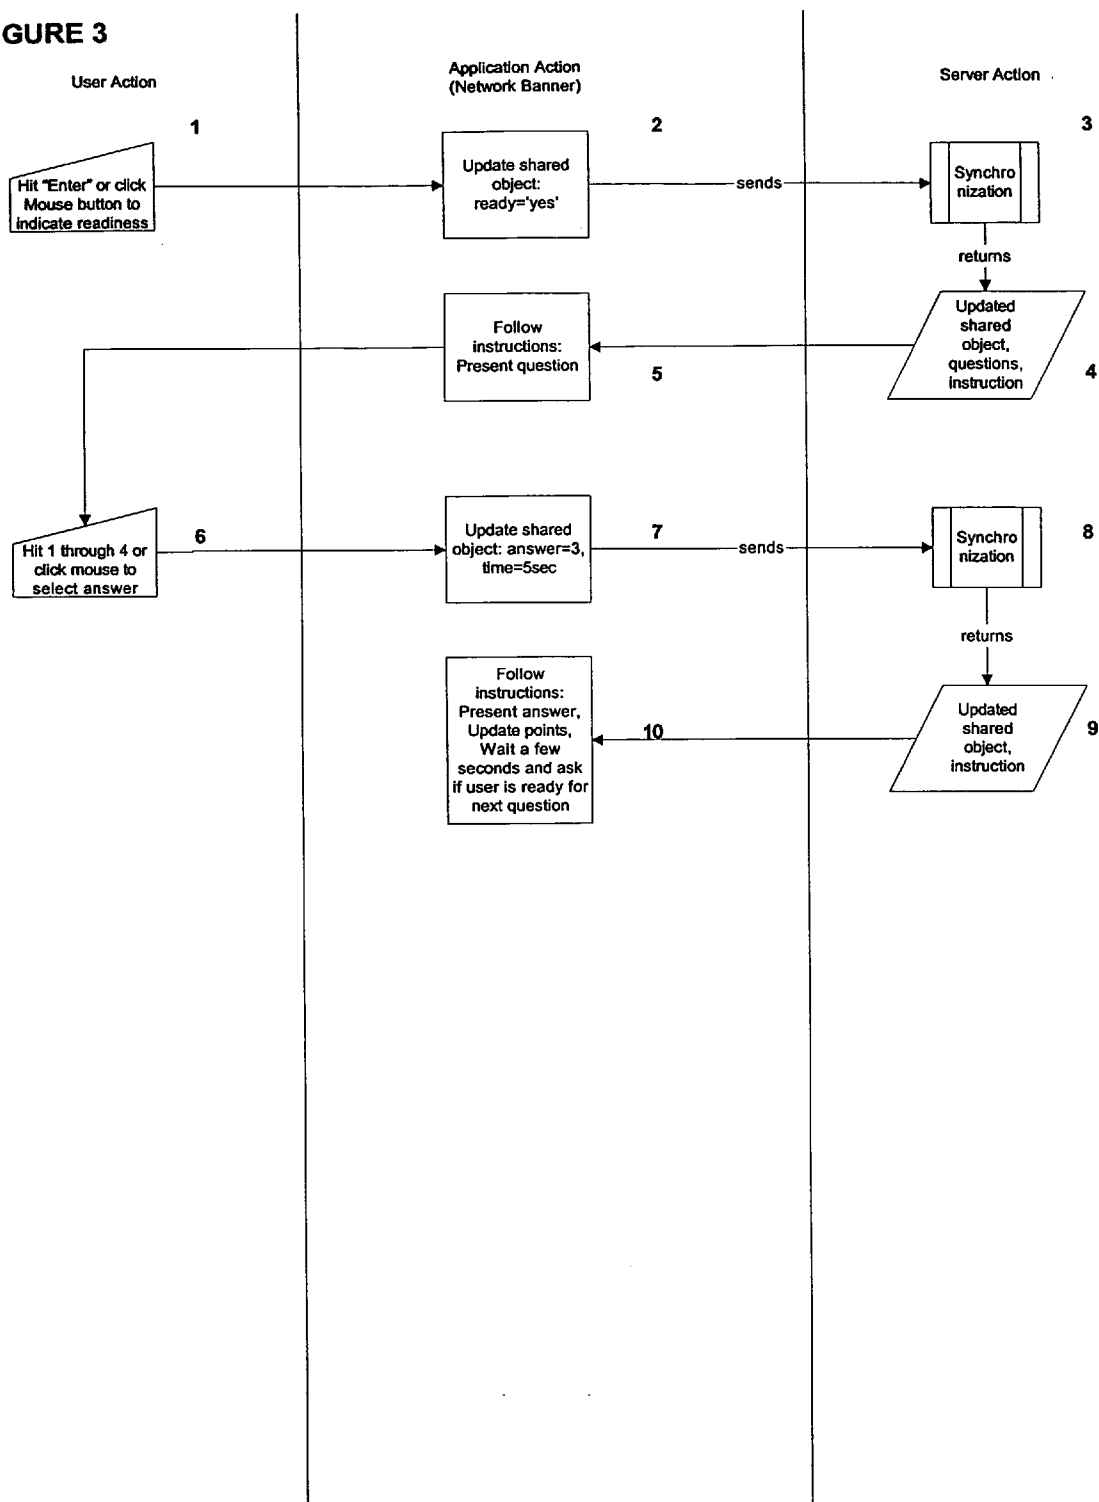 GURE 3
User Action
Application Action
(Network Banner)
Server Action
1
2
3
Hit "Enter" or click
Mouse button to
indicate readiness
Update shared
object:
ready='yes'
sends
Synchro
nization
returns
Follow
instructions:
Present question
5
Updated
shared
object,
questions,
instruction
4
Hit 1 through 4 or
click mouse to
select answer
6
Update shared
object: answer=3,
time=5sec
7
sends
Synchro
nization
8
returns
Follow
instructions:
Present answer,
Update points,
Wait a few
seconds and ask
if user is ready for
next question
10
Updated
shared
object,
instruction
9